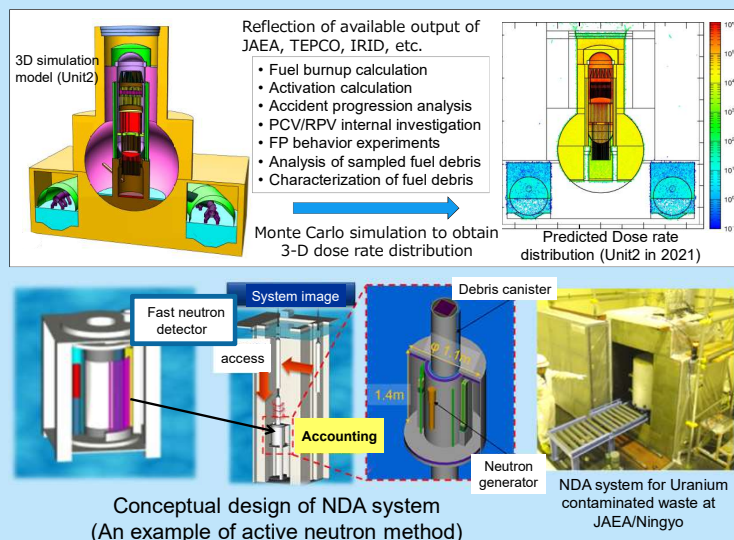 Reflection of available output of
JAEA, TEPCO, IRID, etc.
3D simulation
model (Unit2)
• Fuel burnup calculation
• Activation calculation
• Accident progression analysis
• PCV/RPV internal investigation
• FP behavior experiments
• Analysis of sampled fuel debris
• Characterization of fuel debris
Monte Carlo simulation to obtain
3-D dose rate distribution
Predicted Dose rate
distribution (Unit2 in 2021)
Fast neutron
detector
System image
access
Accounting
Debris canister
φ 1.1m
1.4m
Neutron
generator
NDA system for Uranium
contaminated waste at
JAEA/Ningyo
Conceptual design of NDA system
(An example of active neutron method)